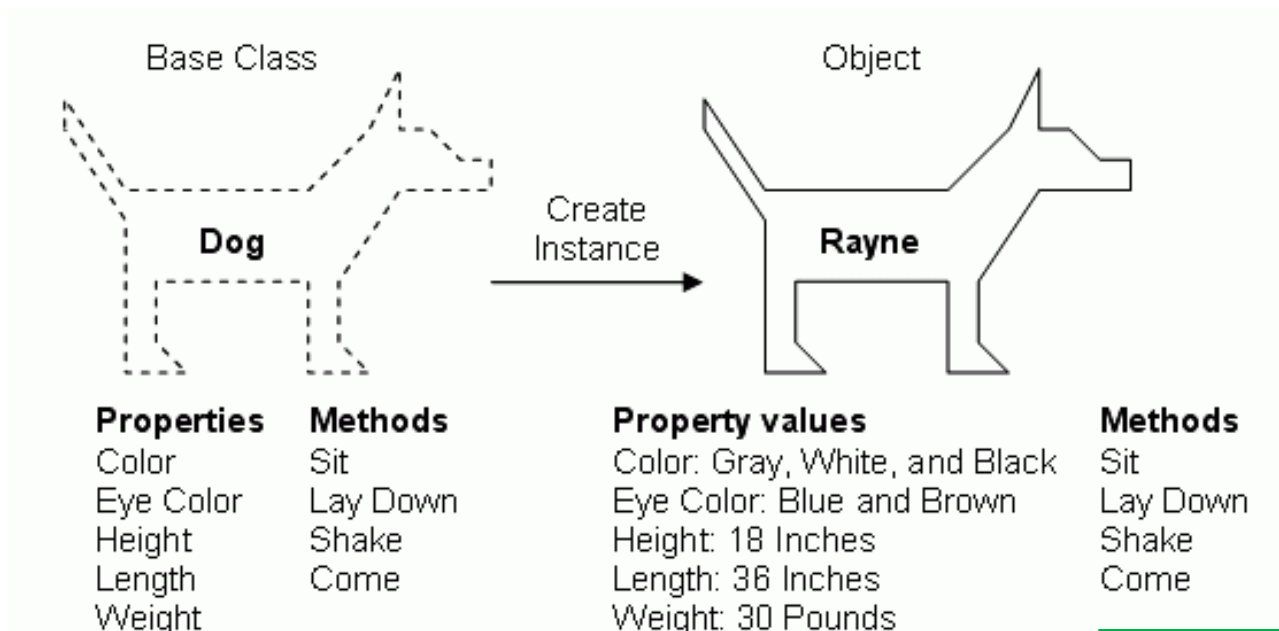 Base Class
Object
Dog
Create
Instance
Rayne
Properties
Color
Eye Color
Height
Length
Weight
Methods
Sit
Lay Down
Shake
Come
Property values
Color: Gray, White, and Black
Eye Color: Blue and Brown
Height: 18 Inches
Length: 36 Inches
Weight: 30 Pounds
Methods
Sit
Lay Down
Shake
Come